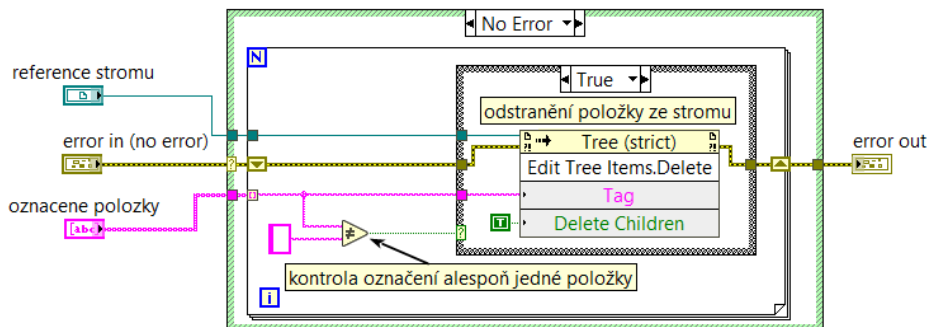 No Error
N
reference stromu
True
odstranění položky ze stromu
error in (no error)
Tree (strict)
error out
Edit Tree Items.Delete
oznacene polozky
Tag
abc
T
Delete Children
kontrola označení alespoň jedné položky
i